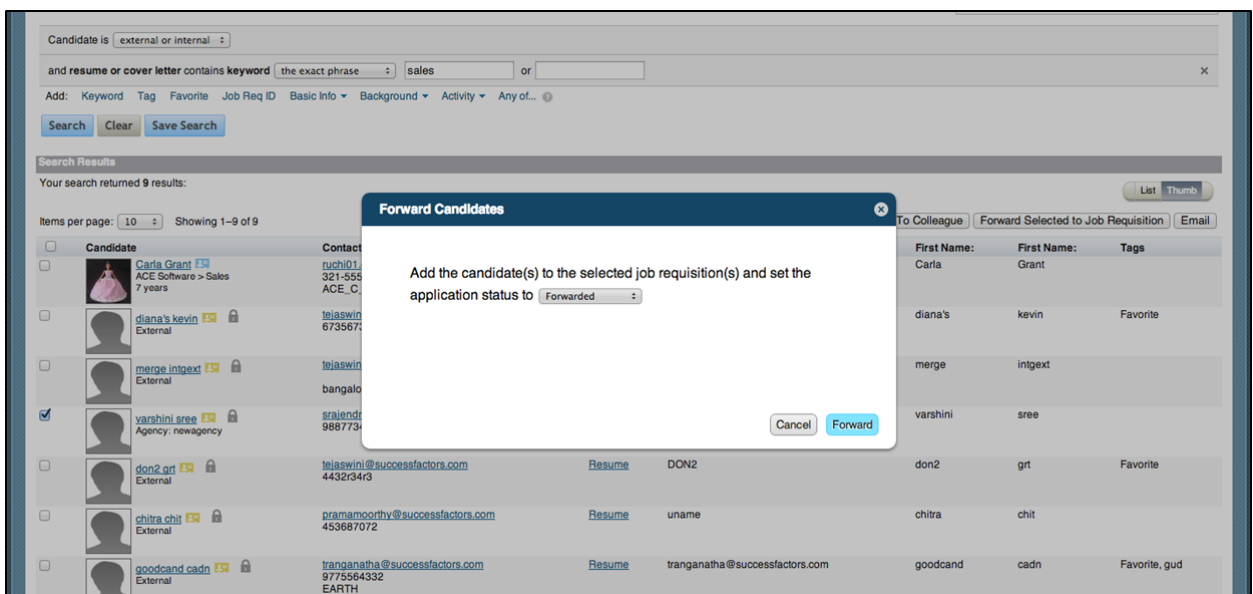 Candidate is external or internal
and resume or cover letter contains keyword the exact phrase sales or
Add: Keyword Tag Favorite Job Req ID Basic Info Background Activity Any of...
Search Clear Save Search
Search Results
Your search returned 9 results:
List Thumb
Items per page: 10 Showing 1–9 of 9
To Colleague Forward Selected to Job Requisition Email
Forward Candidates
Add the candidate(s) to the selected job requisition(s) and set the
application status to Forwarded
Cancel Forward
Candidate Contact First Name: First Name: Tags
Carla Grant ruchi01. Carla Grant
ACE Software > Sales 321-555
7 years ACE_C_
diana's kevin tejaswin diana's kevin Favorite
External 673567
merge intgext tejaswin merge intgext
External
bangalo
varshini sree srajendr varshini sree
Agency: newagency 988773
don2 grt tejaswini@successfactors.com Resume DON2 don2 grt Favorite
External 4432r34r3
chitra chit pramamoorthy@successfactors.com Resume uname chitra chit
External 453687072
goodcand cadn tranganatha@successfactors.com Resume tranganatha@successfactors.com goodcand cadn Favorite, gud
External 9775564332
EARTH